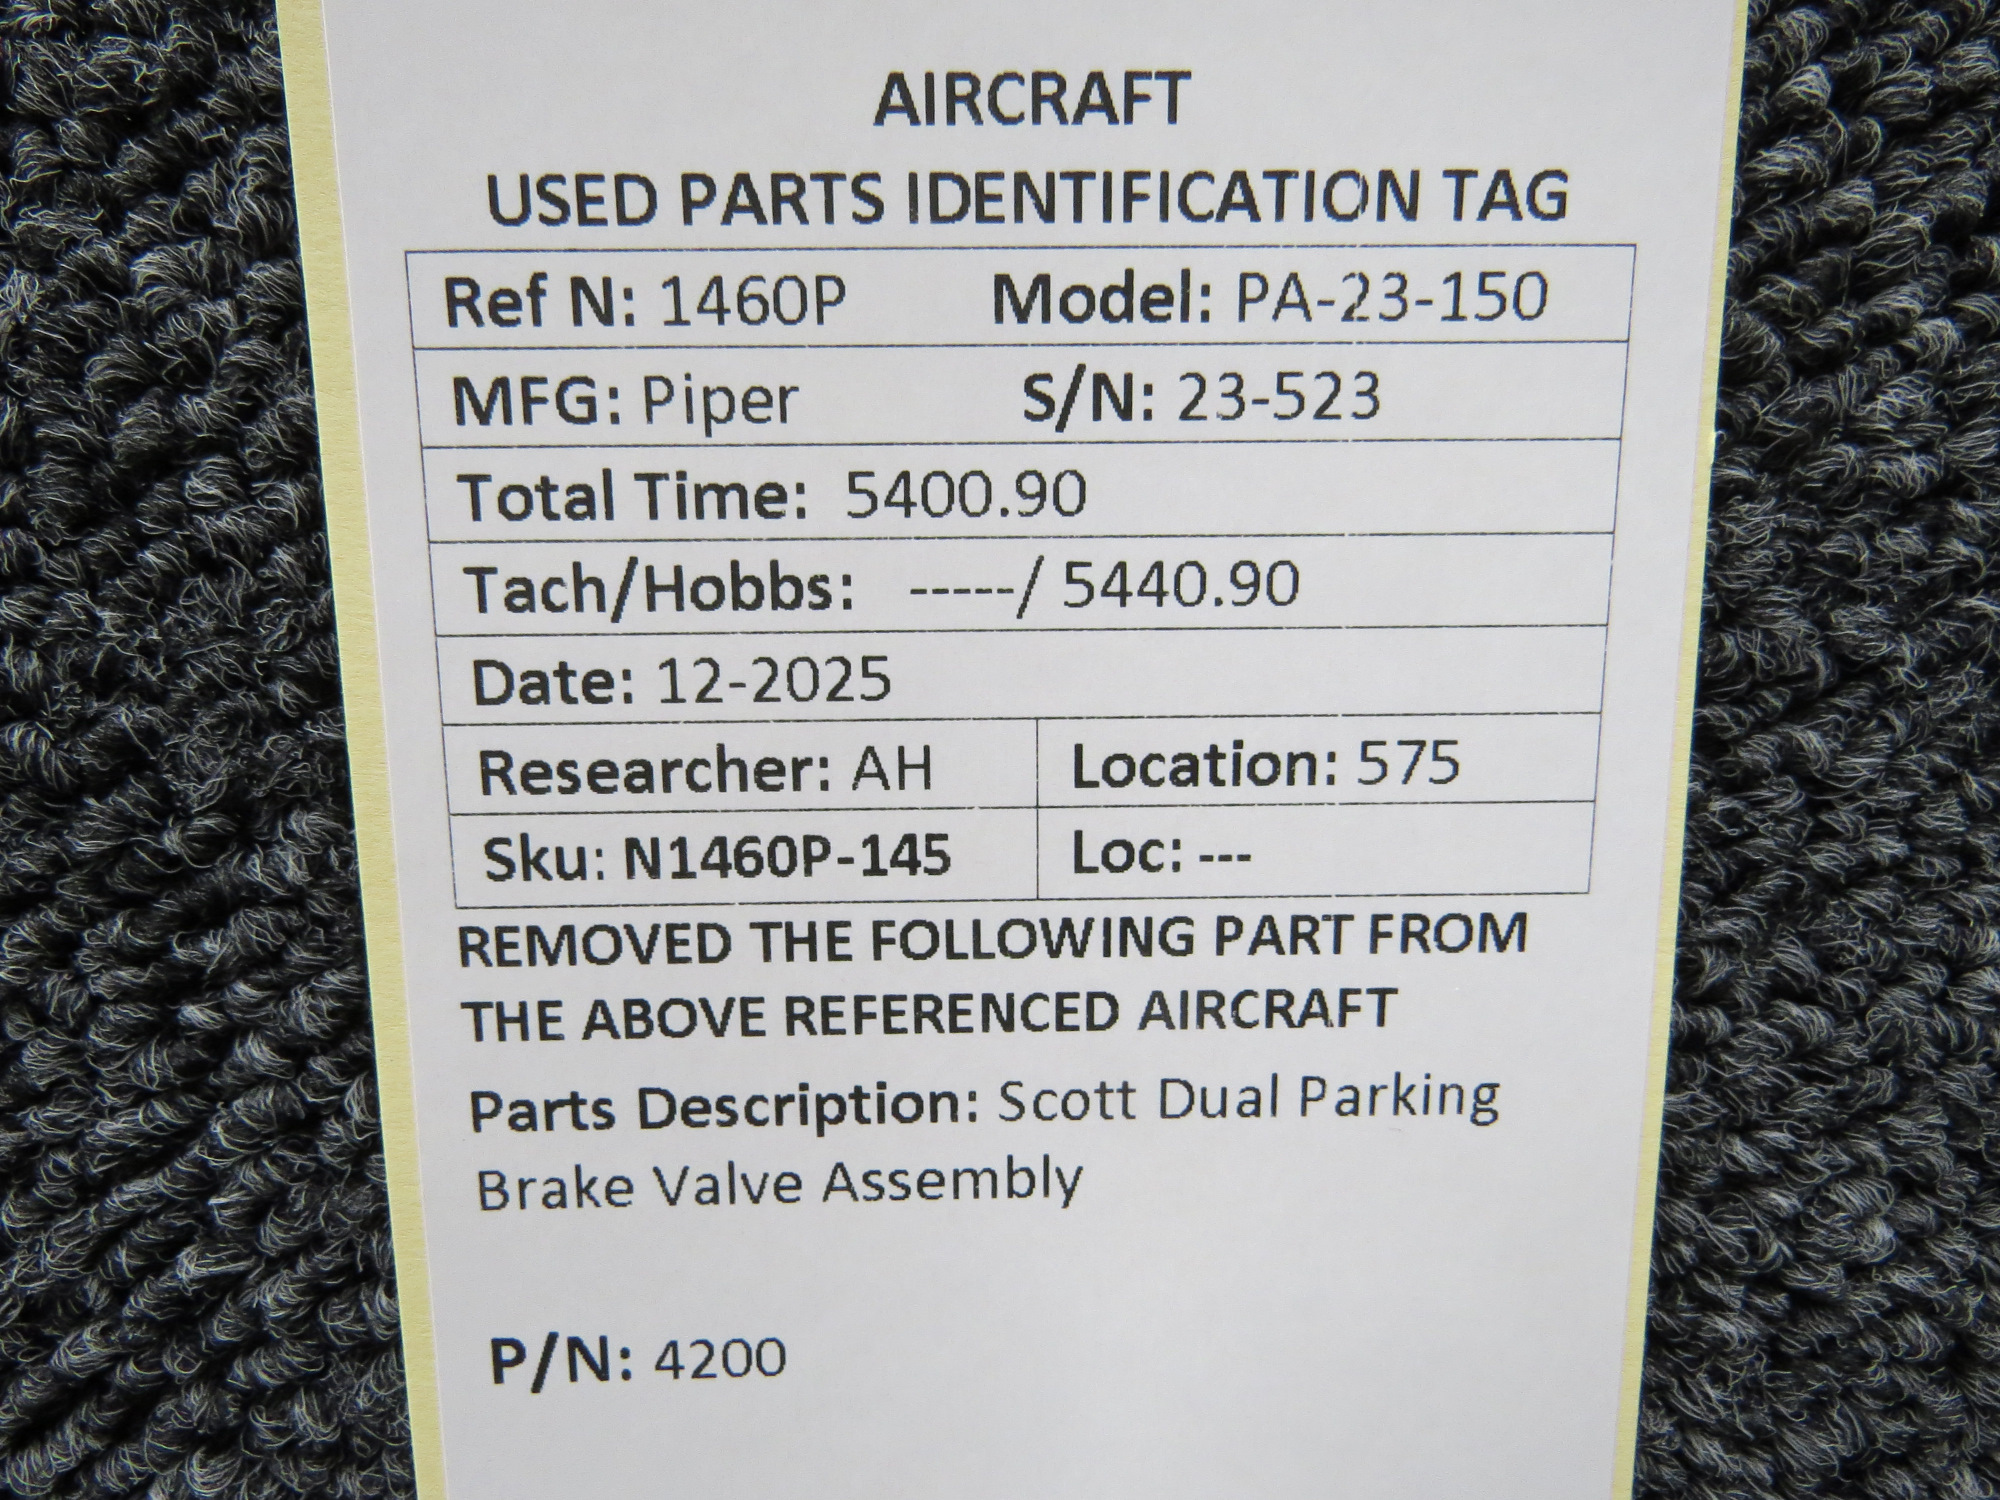 AIRCRAFT
USED PARTS IDENTIFICATION TAG
Ref N: 1460P Model: PA-23-150
MFG: Piper S/N: 23-523
Total Time: 5400.90
Tach/Hobbs: -----/ 5440.90
Date: 12-2025
Researcher: AH Location: 575
Sku: N1460P-145 Loc: ---
REMOVED THE FOLLOWING PART FROM
THE ABOVE REFERENCED AIRCRAFT
Parts Description: Scott Dual Parking
Brake Valve Assembly
P/N: 4200